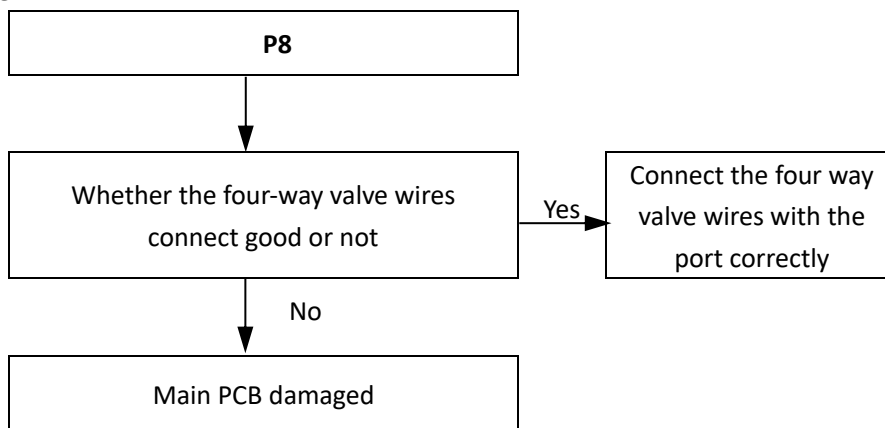 P8
Whether the four-way valve wires
connect good or not
Yes
Connect the four way
valve wires with the
port correctly
No
Main PCB damaged